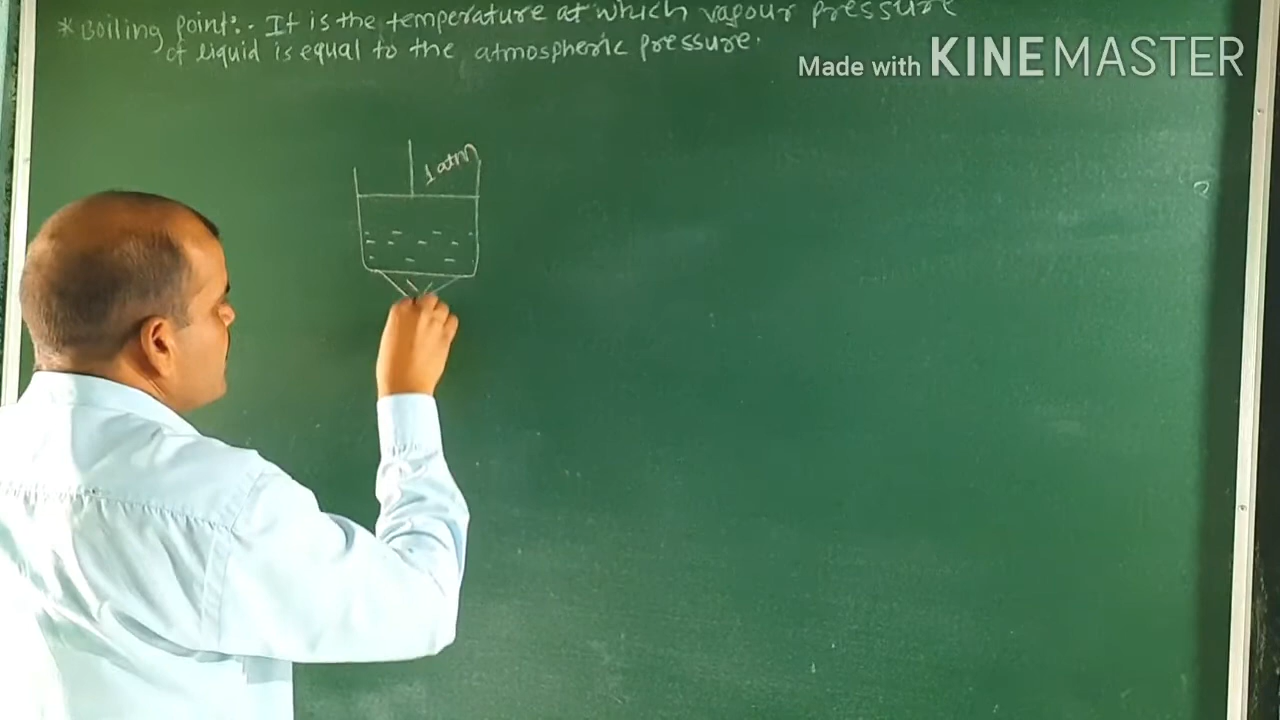 * Boiling point:- It is the temperature at which vapour pressure
of liquid is equal to the atmospheric pressure.
Made with KINEMASTER
1 atm